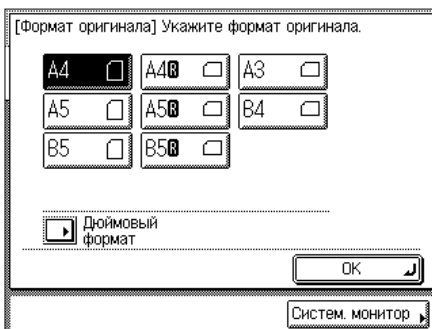 [Формат оригинала] Укажите формат оригинала.
A4 A4R A3
A5 A5R B4
B5 B5R
Дюймовый
формат
OK
Систем. монитор